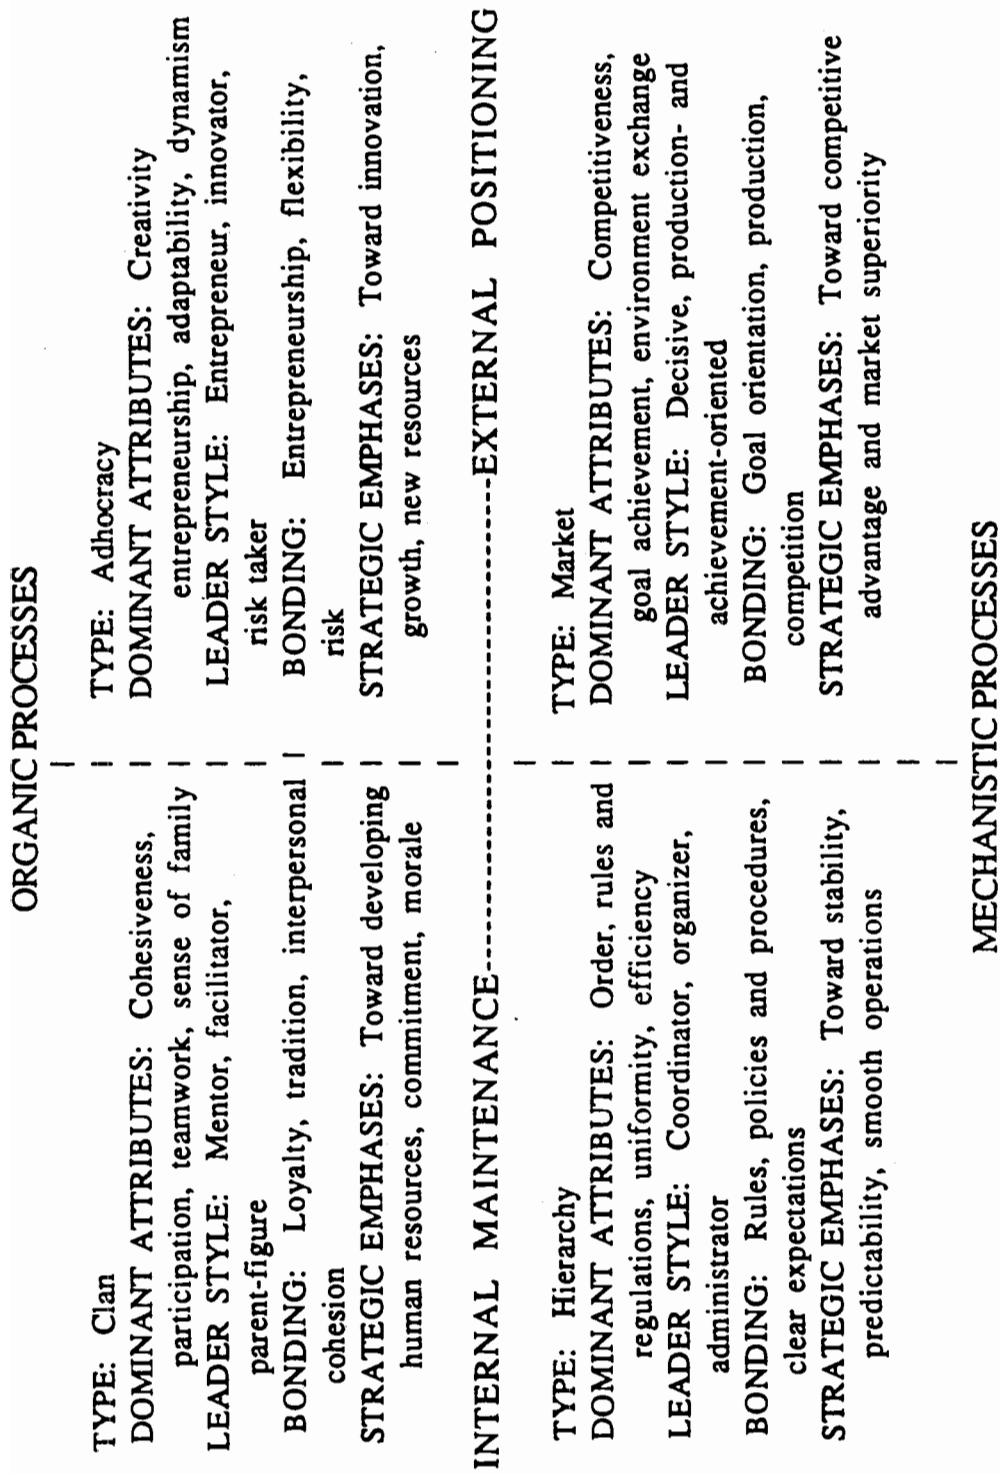 ORGANIC PROCESSES
TYPE: Clan
DOMINANT ATTRIBUTES: Cohesiveness,
participation, teamwork, sense of family
LEADER STYLE: Mentor, facilitator,
parent-figure
BONDING: Loyalty, tradition, interpersonal
cohesion
STRATEGIC EMPHASES: Toward developing
human resources, commitment, morale
TYPE: Adhocracy
DOMINANT ATTRIBUTES: Creativity
entrepreneurship, adaptability, dynamism
LEADER STYLE: Entrepreneur, innovator,
risk taker
BONDING: Entrepreneurship, flexibility,
risk
STRATEGIC EMPHASES: Toward innovation,
growth, new resources
INTERNAL MAINTENANCE----------------------------------------EXTERNAL POSITIONING
TYPE: Hierarchy
DOMINANT ATTRIBUTES: Order, rules and
regulations, uniformity, efficiency
LEADER STYLE: Coordinator, organizer,
administrator
BONDING: Rules, policies and procedures,
clear expectations
STRATEGIC EMPHASES: Toward stability,
predictability, smooth operations
TYPE: Market
DOMINANT ATTRIBUTES: Competitiveness,
goal achievement, environment exchange
LEADER STYLE: Decisive, production- and
achievement-oriented
BONDING: Goal orientation, production,
competition
STRATEGIC EMPHASES: Toward competitive
advantage and market superiority
MECHANISTIC PROCESSES